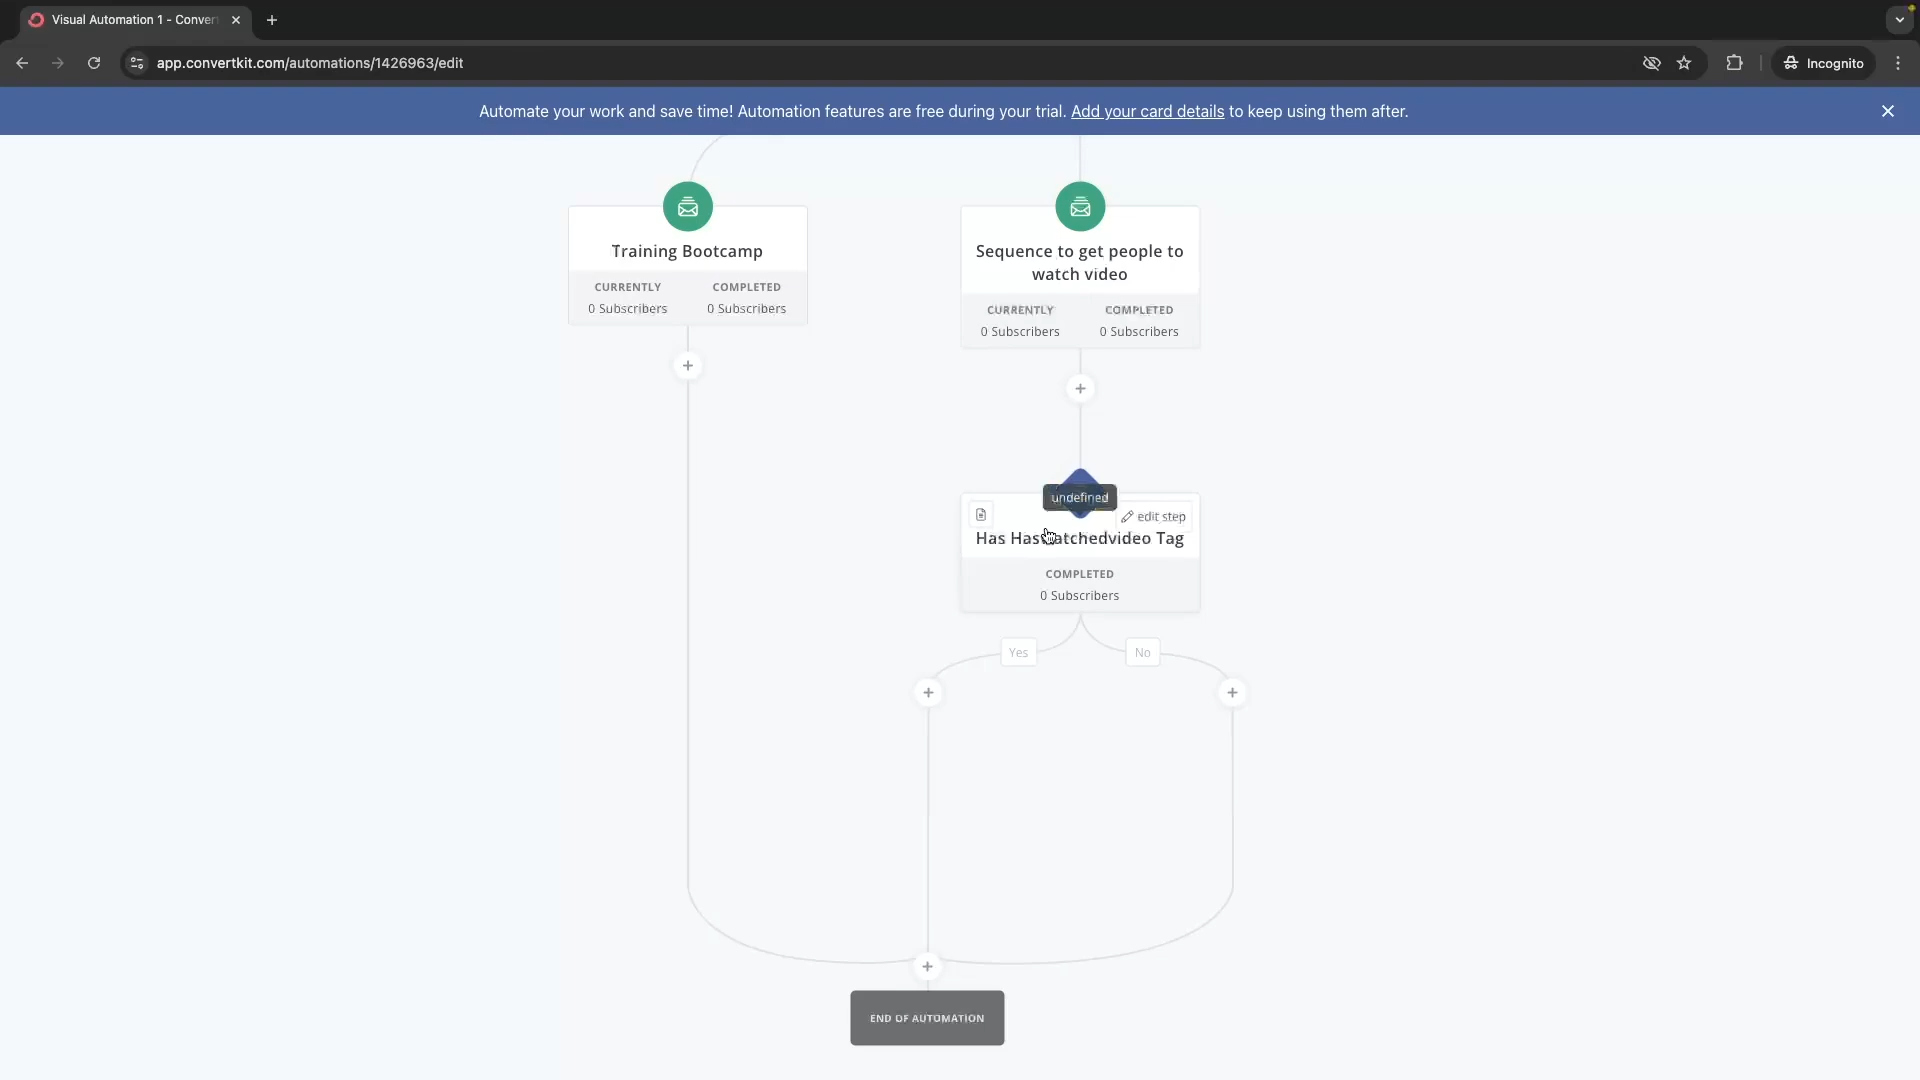 Visual Automation 1 - Conver
app.convertkit.com/automations/1426963/edit
Incognito
Automate your work and save time! Automation features are free during your trial. Add your card details to keep using them after.
Training Bootcamp
CURRENTLY COMPLETED
0 Subscribers 0 Subscribers
Sequence to get people to
watch video
CURRENTLY COMPLETED
0 Subscribers 0 Subscribers
undefined
edit step
Has Haswatchedvideo Tag
COMPLETED
0 Subscribers
Yes No
END OF AUTOMATION